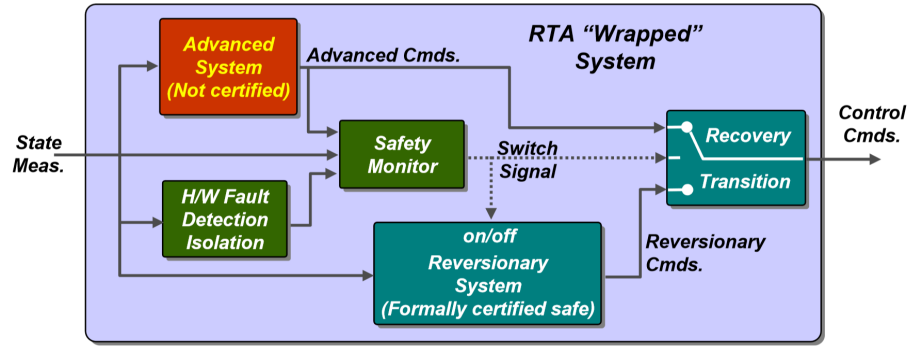 RTA “Wrapped”
System
Advanced
System
(Not certified)
Advanced Cmds.
State
Meas.
Safety
Monitor
Switch
Signal
Recovery
Transition
Control
Cmds.
H/W Fault
Detection
Isolation
on/off
Reversionary
System
(Formally certified safe)
Reversionary
Cmds.